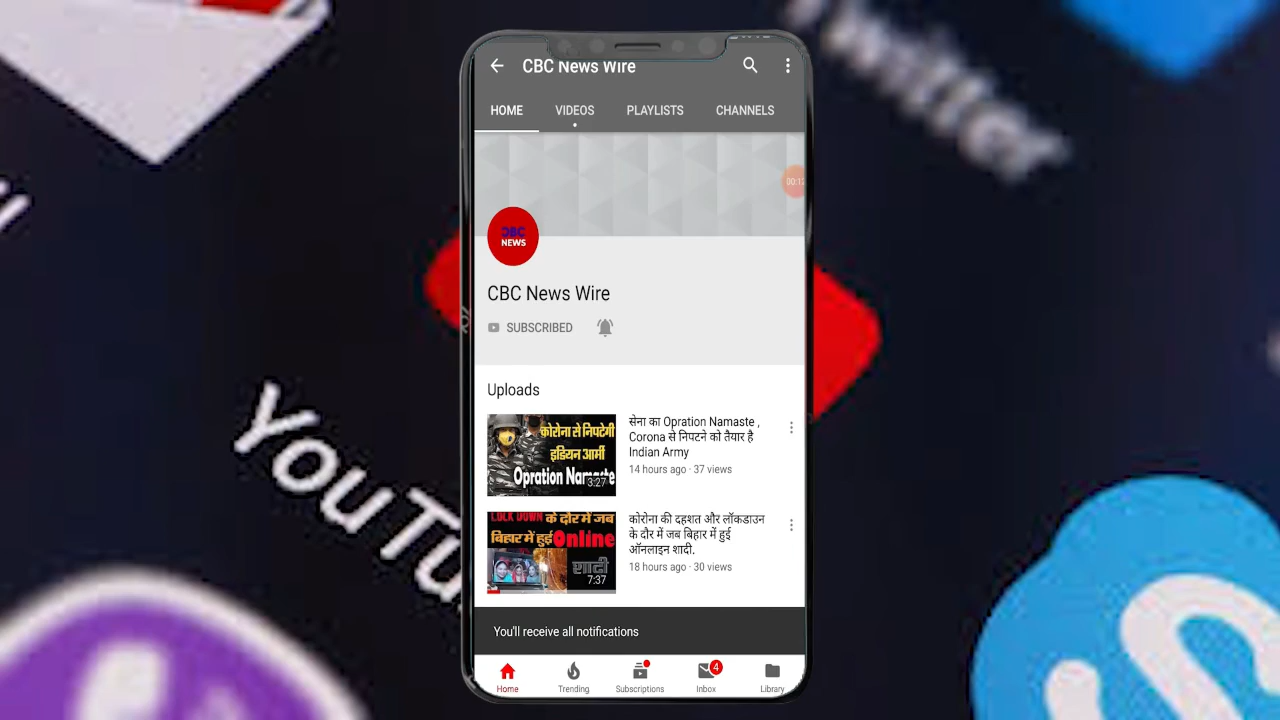 CBC News Wire
HOME VIDEOS PLAYLISTS CHANNELS
CBC
NEWS
CBC News Wire
SUBSCRIBED
Uploads
कोरोना से निपटेगी
इंडियन आर्मी
Opration Namaste
3:27
सेना का Opration Namaste ,
Corona से निपटने को तैयार है
Indian Army
14 hours ago · 37 views
LOCK DOWN के दौर में जब
बिहार में हुई Online
शादी
7:37
कोरोना की दहशत और लॉकडाउन
के दौर में जब बिहार में हुई
ऑनलाइन शादी.
18 hours ago · 30 views
You'll receive all notifications
4
Home Trending Subscriptions Inbox Library
YouTu